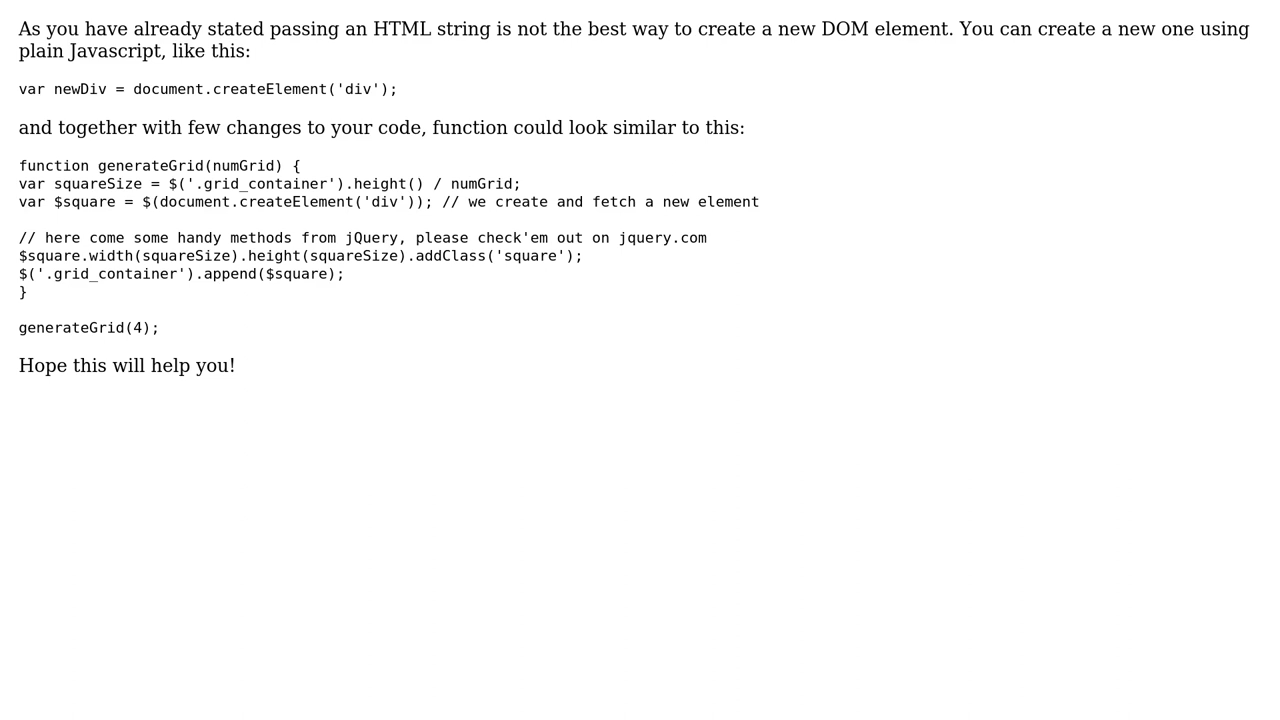 As you have already stated passing an HTML string is not the best way to create a new DOM element. You can create a new one using
plain Javascript, like this:
var newDiv = document.createElement('div');
and together with few changes to your code, function could look similar to this:
function generateGrid(numGrid) {
var squareSize = $('.grid_container').height() / numGrid;
var $square = $(document.createElement('div')); // we create and fetch a new element
// here come some handy methods from jQuery, please check'em out on jquery.com
$square.width(squareSize).height(squareSize).addClass('square');
$('.grid_container').append($square);
}
generateGrid(4);
Hope this will help you!